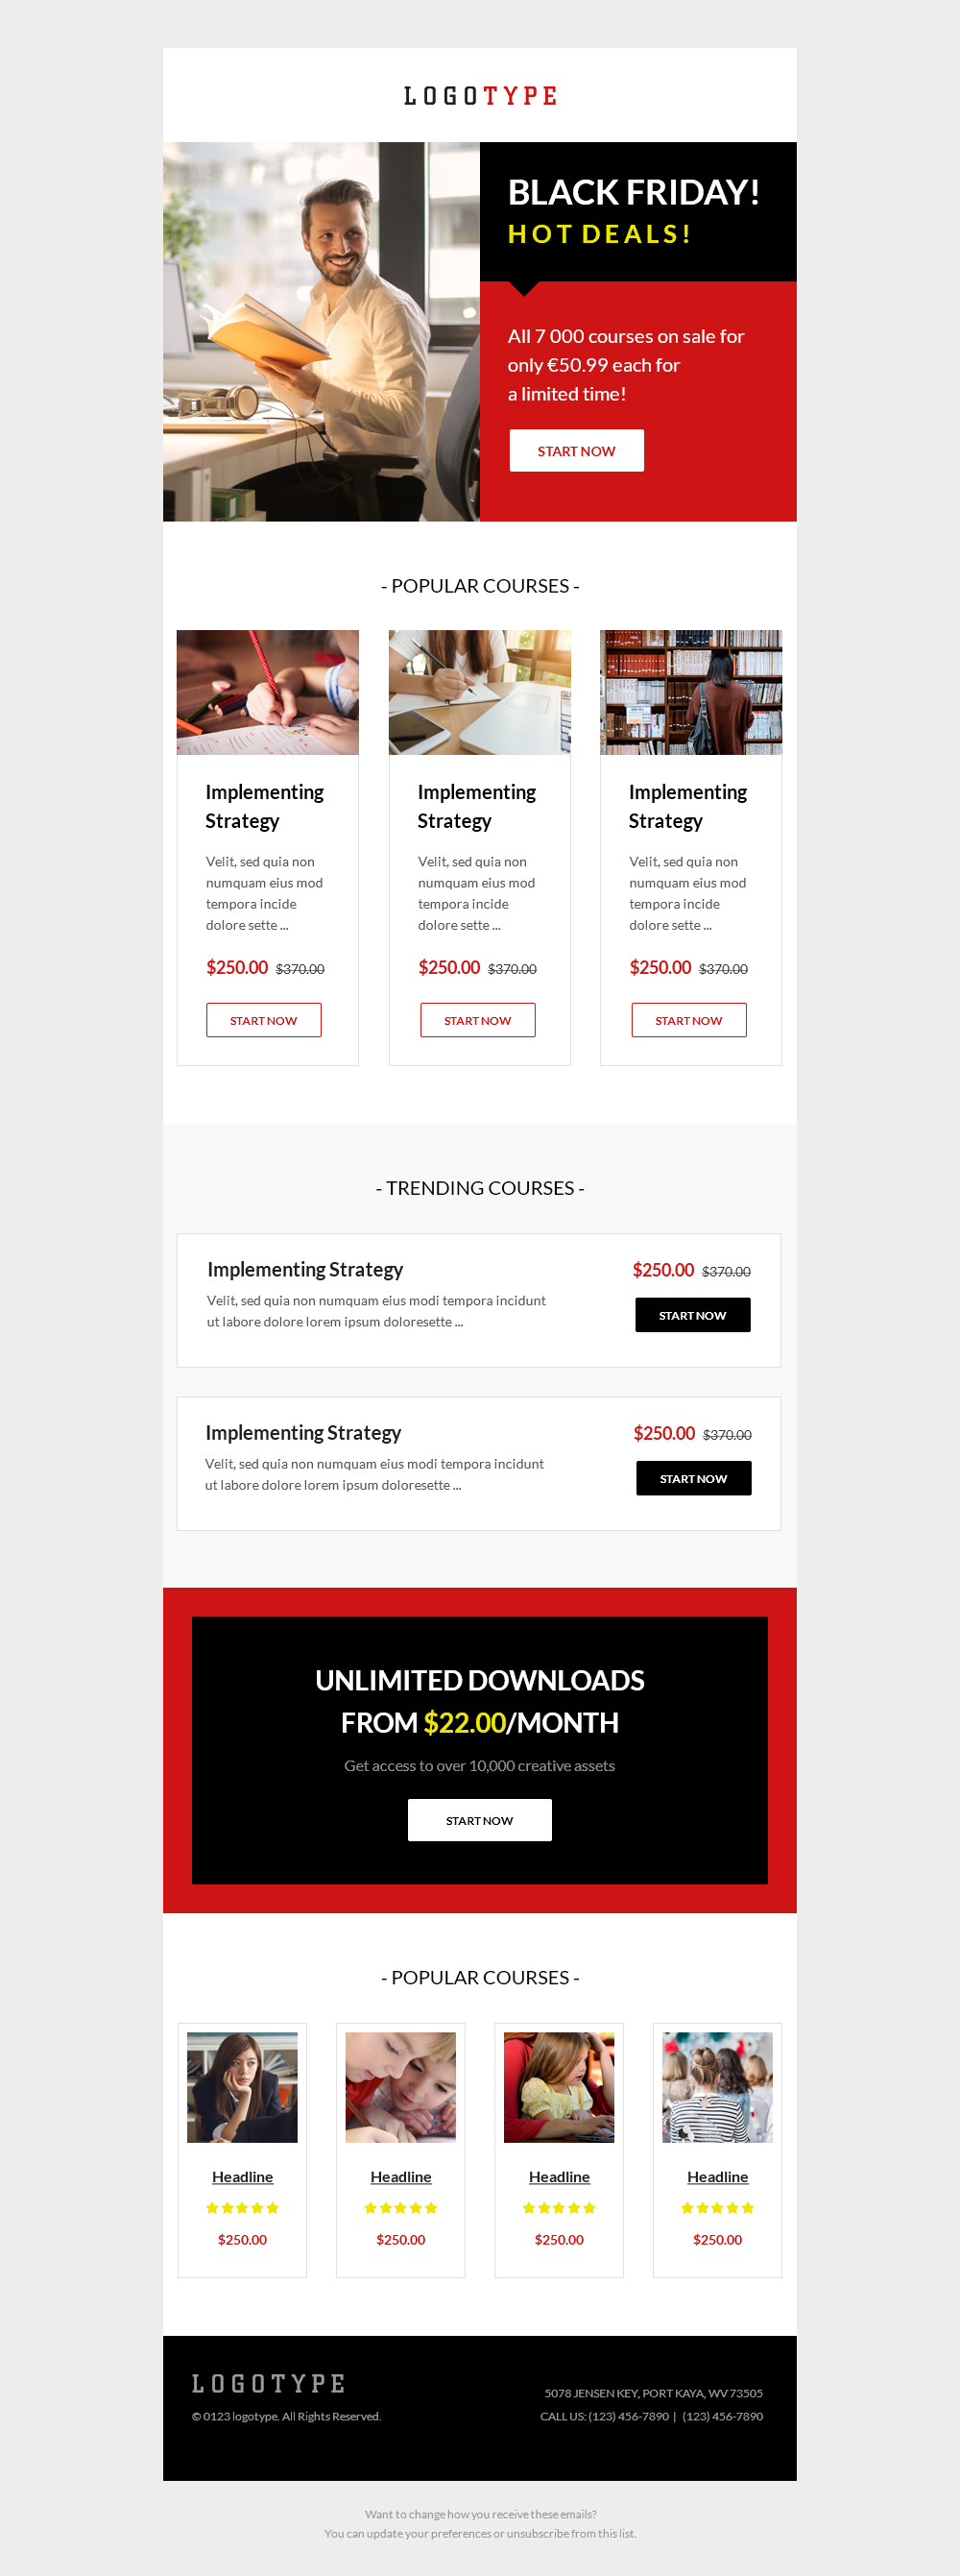 LOGOTYPE
BLACK FRIDAY!
HOT DEALS!
All 7 000 courses on sale for
only €50.99 each for
a limited time!
START NOW
- POPULAR COURSES -
Implementing
Strategy
Velit, sed quia non
numquam eius mod
tempora incide
dolore sette ...
$250.00 $370.00
START NOW
Implementing
Strategy
Velit, sed quia non
numquam eius mod
tempora incide
dolore sette ...
$250.00 $370.00
START NOW
Implementing
Strategy
Velit, sed quia non
numquam eius mod
tempora incide
dolore sette ...
$250.00 $370.00
START NOW
- TRENDING COURSES -
Implementing Strategy
Velit, sed quia non numquam eius modi tempora incidunt
ut labore dolore lorem ipsum doloresette ...
$250.00 $370.00
START NOW
Implementing Strategy
Velit, sed quia non numquam eius modi tempora incidunt
ut labore dolore lorem ipsum doloresette ...
$250.00 $370.00
START NOW
UNLIMITED DOWNLOADS
FROM $22.00/MONTH
Get access to over 10,000 creative assets
START NOW
- POPULAR COURSES -
Headline
$250.00
Headline
$250.00
Headline
$250.00
Headline
$250.00
LOGOTYPE
© 0123 logotype. All Rights Reserved.
5078 JENSEN KEY, PORT KAYA, WV 73505
CALL US: (123) 456-7890 | (123) 456-7890
Want to change how you receive these emails?
You can update your preferences or unsubscribe from this list.